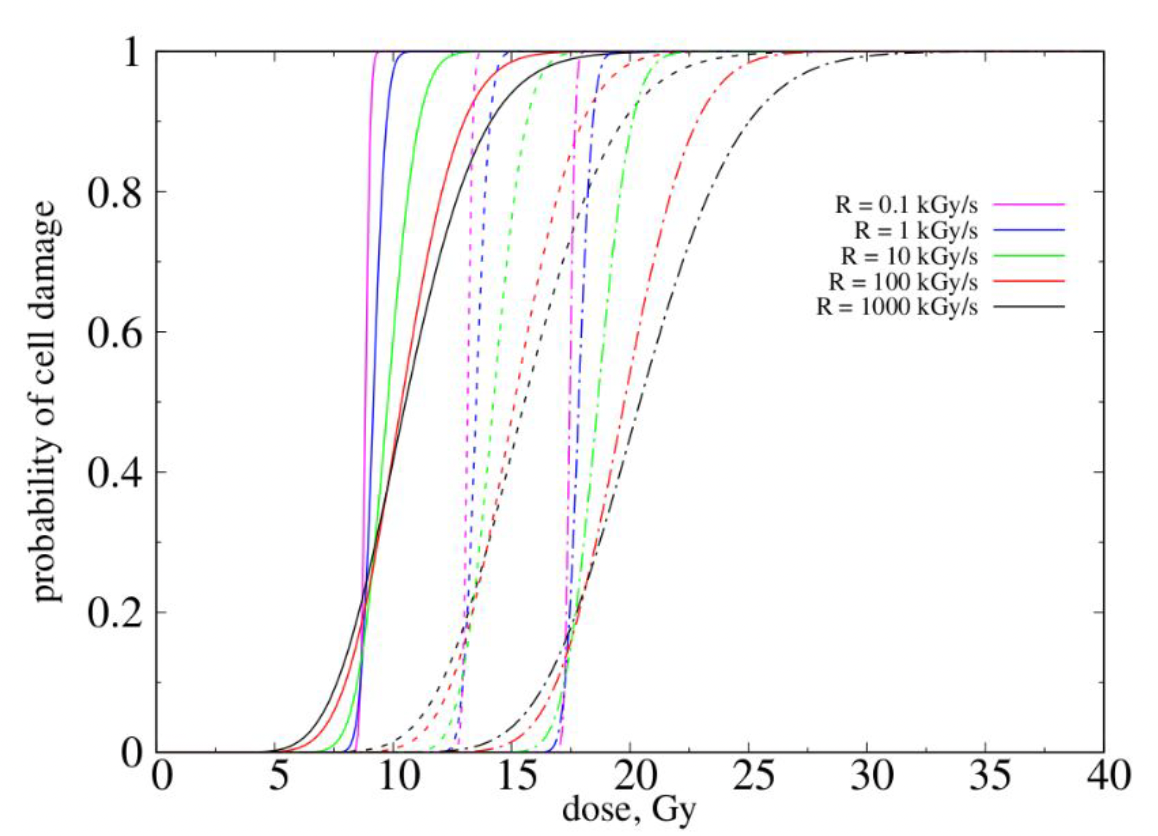 1
0.8
0.6
0.4
0.2
0
probability of cell damage
R = 0.1 kGy/s
R = 1 kGy/s
R = 10 kGy/s
R = 100 kGy/s
R = 1000 kGy/s
0 5 10 15 20 25 30 35 40
dose, Gy